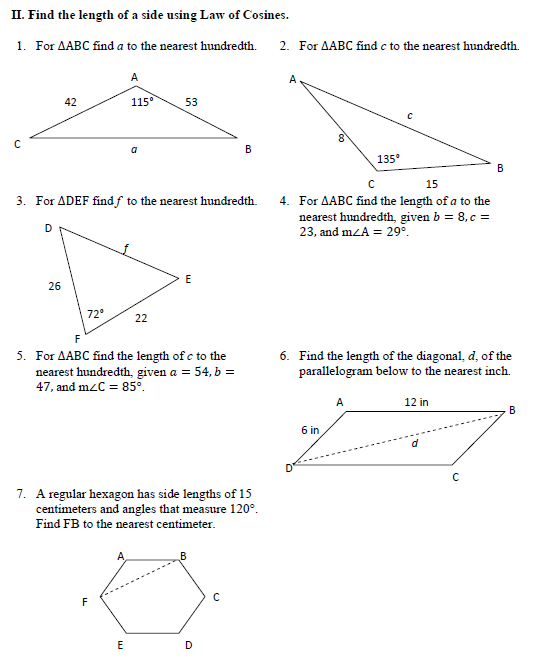 II. Find the length of a side using Law of Cosines.
1. For ΔABC find a to the nearest hundredth.
A
42
115°
53
C
a
B
2. For ΔABC find c to the nearest hundredth.
A
c
8
135°
B
C
15
3. For ΔDEF find f to the nearest hundredth.
D
f
E
26
72°
22
F
4. For ΔABC find the length of a to the
nearest hundredth, given b = 8, c =
23, and m∠A = 29°.
5. For ΔABC find the length of c to the
nearest hundredth, given a = 54, b =
47, and m∠C = 85°.
6. Find the length of the diagonal, d, of the
parallelogram below to the nearest inch.
A
12 in
B
6 in
d
D
C
7. A regular hexagon has side lengths of 15
centimeters and angles that measure 120°.
Find FB to the nearest centimeter.
A
B
F
C
E
D